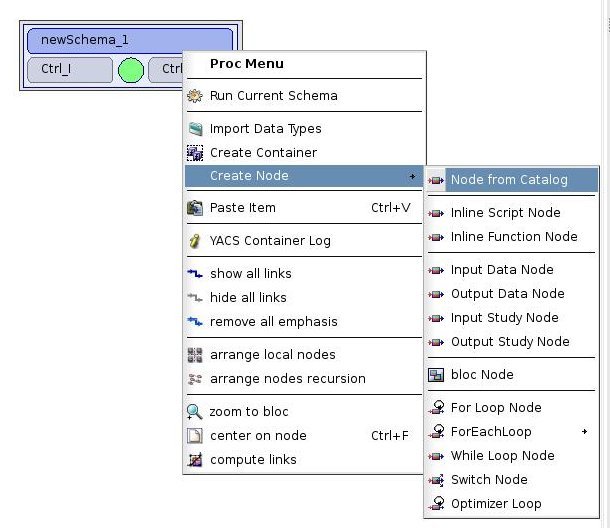 newSchema_1
Ctrl_I
Ctrl
Proc Menu
Run Current Schema
Import Data Types
Create Container
Create Node
Paste Item Ctrl+V
YACS Container Log
show all links
hide all links
remove all emphasis
arrange local nodes
arrange nodes recursion
zoom to bloc
center on node Ctrl+F
compute links
Node from Catalog
Inline Script Node
Inline Function Node
Input Data Node
Output Data Node
Input Study Node
Output Study Node
bloc Node
For Loop Node
ForEachLoop
While Loop Node
Switch Node
Optimizer Loop